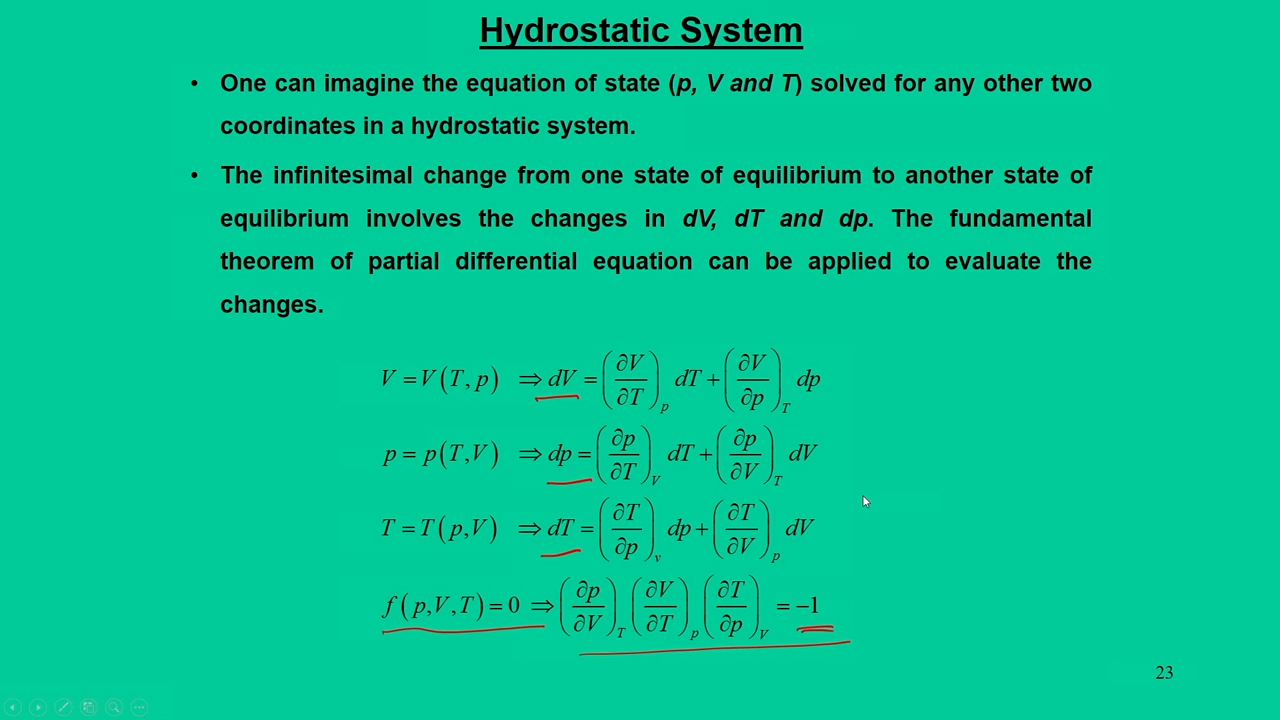 Hydrostatic System
• One can imagine the equation of state (p, V and T) solved for any other two
coordinates in a hydrostatic system.
• The infinitesimal change from one state of equilibrium to another state of
equilibrium involves the changes in dV, dT and dp. The fundamental
theorem of partial differential equation can be applied to evaluate the
changes.
V = V(T, p) ⇒ dV = (∂V/∂T)_p dT + (∂V/∂p)_T dp
p = p(T,V) ⇒ dp = (∂p/∂T)_V dT + (∂p/∂V)_T dV
T = T(p,V) ⇒ dT = (∂T/∂p)_v dp + (∂T/∂V)_p dV
f(p,V,T) = 0 ⇒ (∂p/∂V)_T (∂V/∂T)_p (∂T/∂p)_V = −1
23